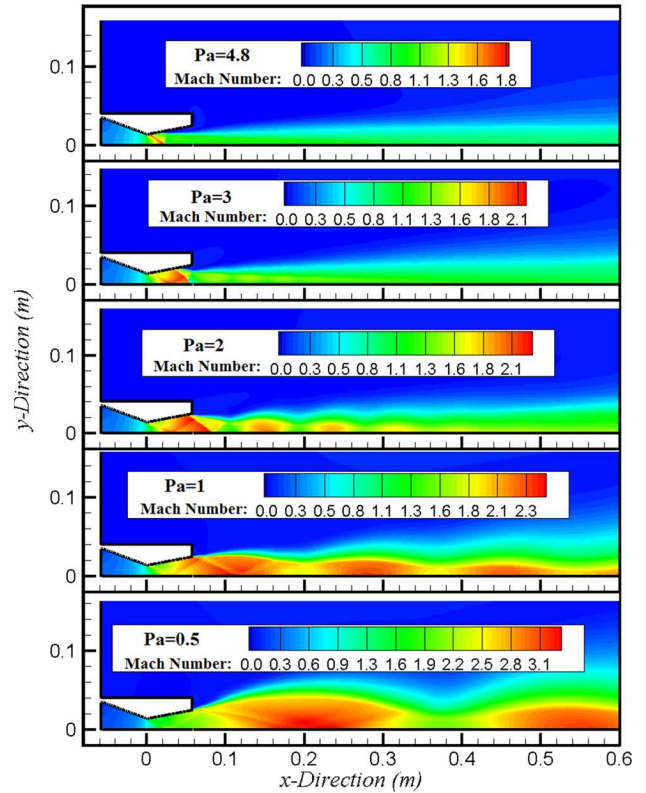 Pa=4.8
Mach Number: 0.0 0.3 0.5 0.8 1.1 1.3 1.6 1.8
0.1
0
Pa=3
Mach Number: 0.0 0.3 0.5 0.8 1.1 1.3 1.6 1.8 2.1
0.1
0
Pa=2
Mach Number: 0.0 0.3 0.5 0.8 1.1 1.3 1.6 1.8 2.1
0.1
0
Pa=1
Mach Number: 0.0 0.3 0.5 0.8 1.1 1.3 1.6 1.8 2.1 2.3
0.1
0
Pa=0.5
Mach Number: 0.0 0.3 0.6 0.9 1.3 1.6 1.9 2.2 2.5 2.8 3.1
0.1
0
0 0.1 0.2 0.3 0.4 0.5 0.6
x-Direction (m)
y-Direction (m)